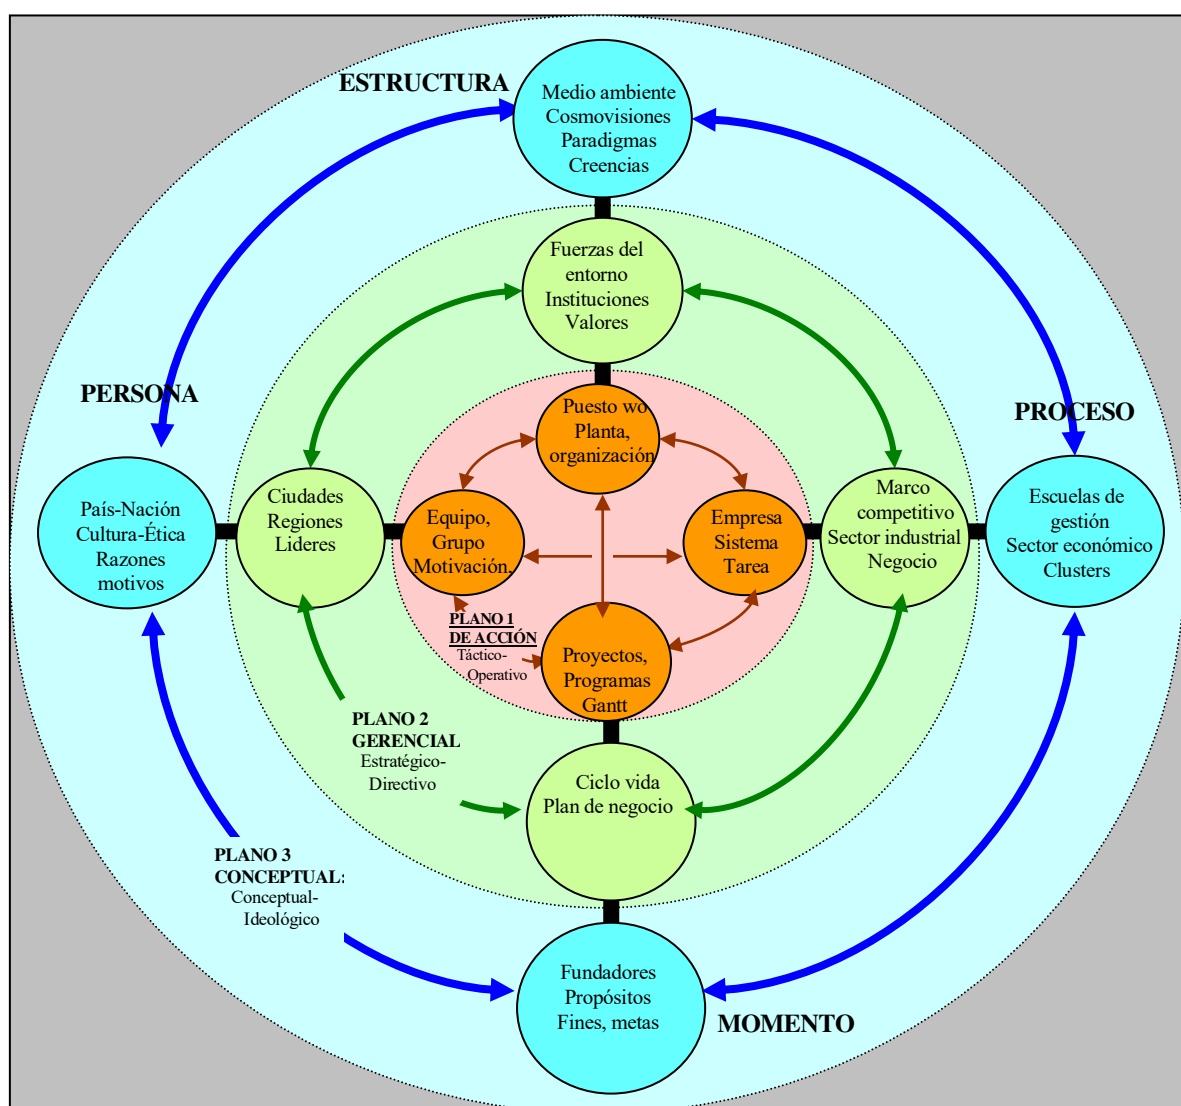 ESTRUCTURA
Medio ambiente
Cosmovisiones
Paradigmas
Creencias
Fuerzas del
entorno
Instituciones
Valores
PERSONA
PROCESO
Puesto wo
Planta,
organización
País-Nación
Cultura-Ética
Razones
motivos
Ciudades
Regiones
Lideres
Equipo,
Grupo
Motivación,
Empresa
Sistema
Tarea
Marco
competitivo
Sector industrial
Negocio
Escuelas de
gestión
Sector económico
Clusters
PLANO 1
DE ACCIÓN
Táctico-
Operativo
Proyectos,
Programas
Gantt
PLANO 2
GERENCIAL
Estratégico-
Directivo
Ciclo vida
Plan de negocio
PLANO 3
CONCEPTUAL:
Conceptual-
Ideológico
Fundadores
Propósitos
Fines, metas
MOMENTO